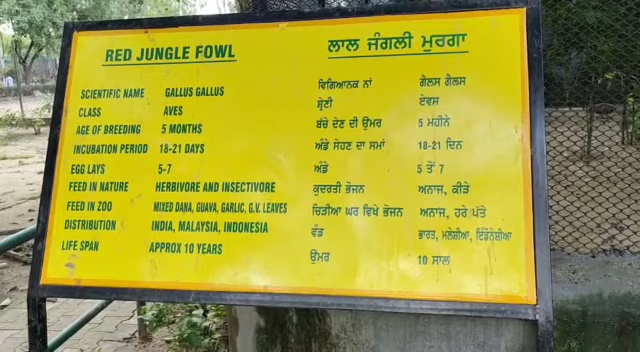 RED JUNGLE FOWL
SCIENTIFIC NAME GALLUS GALLUS
CLASS AVES
AGE OF BREEDING 5 MONTHS
INCUBATION PERIOD 18-21 DAYS
EGG LAYS 5-7
FEED IN NATURE HERBIVORE AND INSECTIVORE
FEED IN ZOO MIXED DANA, GUAVA, GARLIC, G.V. LEAVES
DISTRIBUTION INDIA, MALAYSIA, INDONESIA
LIFE SPAN APPROX 10 YEARS
ਲਾਲ ਜੰਗਲੀ ਮੁਰਗਾ
ਵਿਗਿਆਨਕ ਨਾਂ ਗੈਲਸ ਗੈਲਸ
ਸ਼੍ਰੇਣੀ ਏਵਸ
ਬੱਚੇ ਦੇਣ ਦੀ ਉਮਰ 5 ਮਹੀਨੇ
ਅੰਡੇ ਸੇਹਣ ਦਾ ਸਮਾਂ 18-21 ਦਿਨ
ਅੰਡੇ 5 ਤੋਂ 7
ਕੁਦਰਤੀ ਭੋਜਨ ਅਨਾਜ, ਕੀੜੇ
ਚਿੜੀਆ ਘਰ ਵਿਖੇ ਭੋਜਨ ਅਨਾਜ, ਹਰੇ ਪੱਤੇ
ਵੰਡ ਭਾਰਤ, ਮਲੇਸ਼ੀਆ, ਇੰਡੋਨੇਸ਼ੀਆ
ਉਮਰ 10 ਸਾਲ